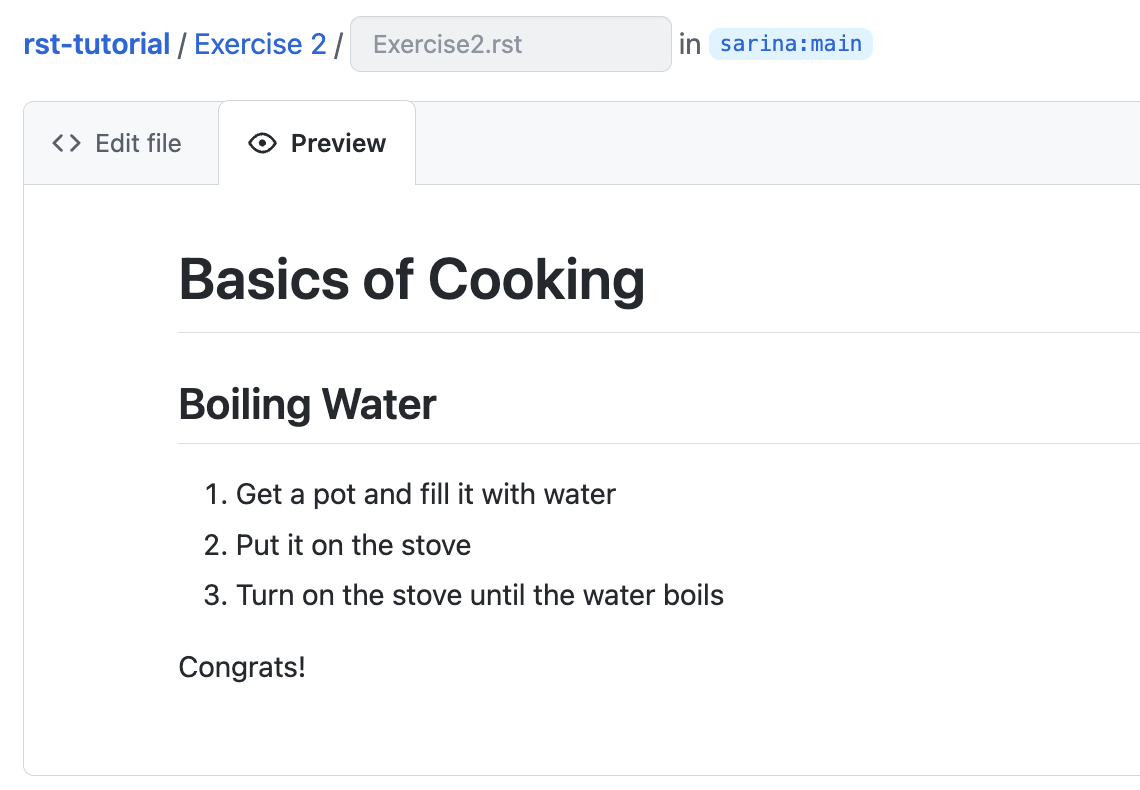 rst-tutorial / Exercise 2 / Exercise2.rst in sarina:main
Edit file Preview
Basics of Cooking
Boiling Water
1. Get a pot and fill it with water
2. Put it on the stove
3. Turn on the stove until the water boils
Congrats!